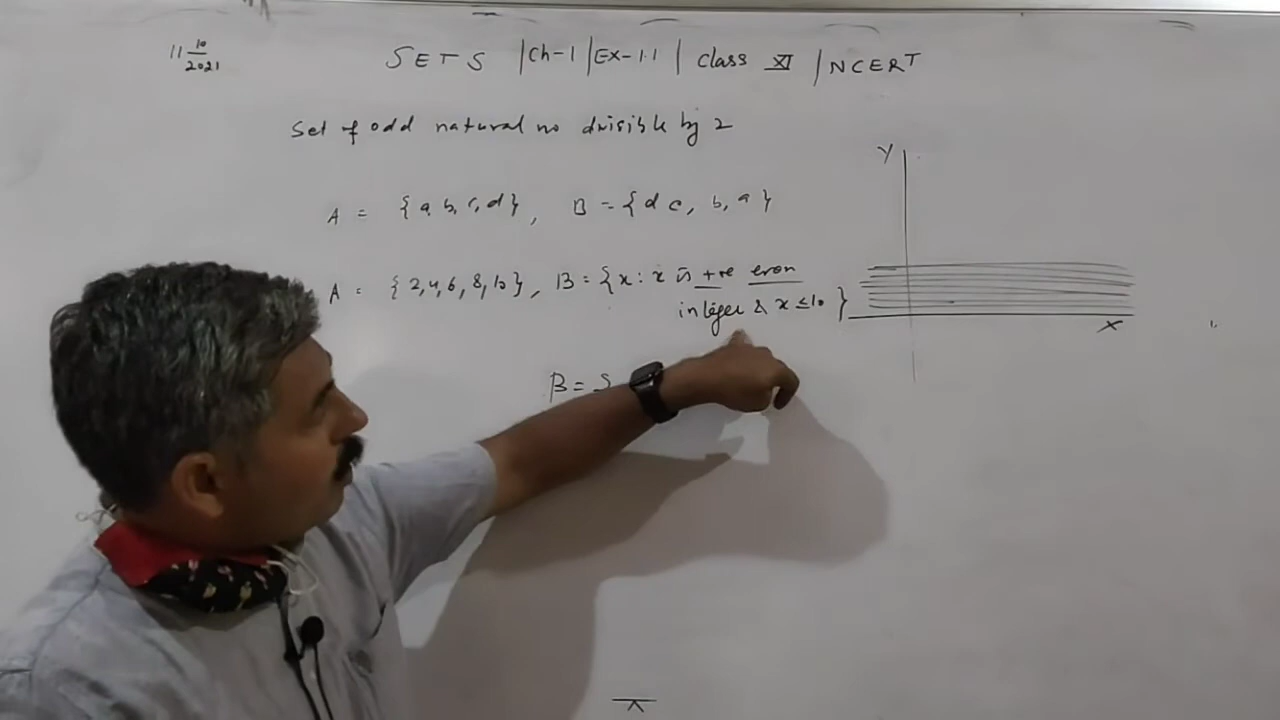 11 10/2021
SETS | Ch-1 | Ex-1.1 | class XI | NCERT
Set of odd natural no divisible by 2
A = {a, b, c, d}, B = {d c, b, a}
A = {2, 4, 6, 8, 10}, B = {x : x is +ve even
integer & x ≤ 10}
B =
Y
X